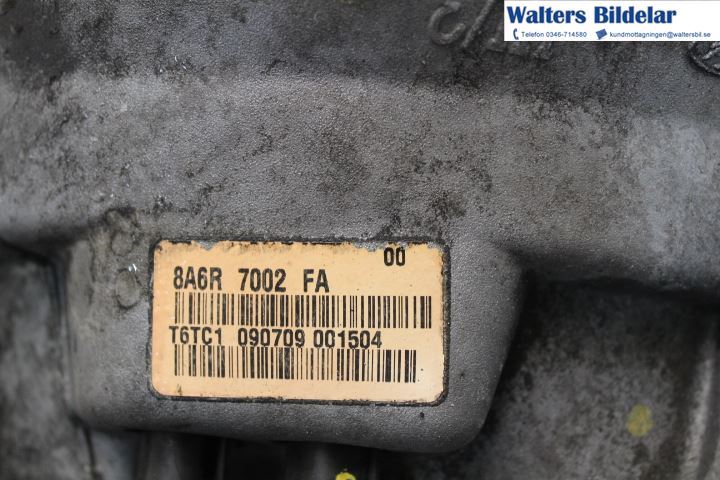 Walters Bildelar
Telefon 0346-714580 kundmottagningen@waltersbil.se
00
8A6R 7002 FA
T6TC1 090709 001504